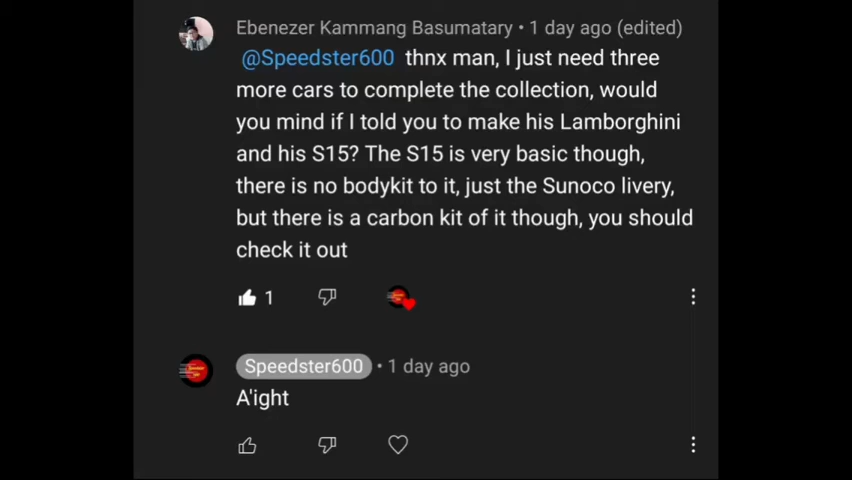 Ebenezer Kammang Basumatary • 1 day ago (edited)
@Speedster600 thnx man, I just need three
more cars to complete the collection, would
you mind if I told you to make his Lamborghini
and his S15? The S15 is very basic though,
there is no bodykit to it, just the Sunoco livery,
but there is a carbon kit of it though, you should
check it out
1
Speedster600 • 1 day ago
A'ight